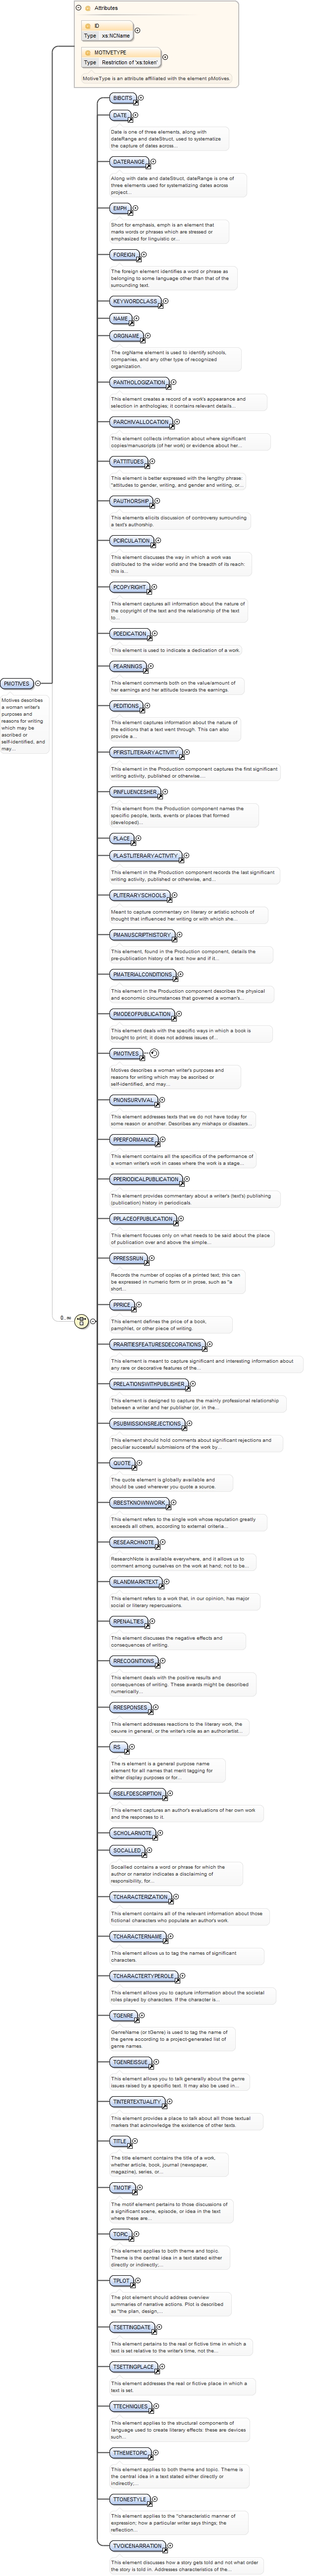 Attributes
ID
Type xs:NCName
MOTIVETYPE
Type Restriction of 'xs:token'
MotiveType is an attribute affiliated with the element pMotives.
BIBCITS
DATE
Date is one of three elements, along with
dateRange and dateStruct, used to systematize
the capture of dates across...
DATERANGE
Along with date and dateStruct, dateRange is one of
three elements used for systematizing dates across
project...
EMPH
Short for emphasis, emph is an element that
marks words or phrases which are stressed or
emphasized for linguistic or...
FOREIGN
The foreign element identifies a word or phrase as
belonging to some language other than that of the
surrounding text.
KEYWORDCLASS
NAME
ORGNAME
The orgName element is used to identify schools,
companies, and any other type of recognized
organization.
PANTHOLOGIZATION
This element creates a record of a work's appearance and
selection in anthologies; it contains relevant details...
PARCHIVALLOCATION
This element collects information about where significant
copies/manuscripts (of her work) or evidence about her...
PATTITUDES
This element is better expressed with the lengthy phrase
"attitudes to gender, writing, and gender and writing, or...
PAUTHORSHIP
This elements elicits discussion of controversy surrounding
a text's authorship.
PCIRCULATION
This element discusses the way in which a work was
distributed to the wider world and the breadth of its reach:
this is...
PCOPYRIGHT
This element captures all information about the nature of
the copyright of the text and the relationship of the text
to...
PDEDICATION
This element is used to indicate a dedication of a work.
PEARNINGS
This element comments both on the value/amount of
her earnings and her attitude towards the earnings.
PEDITIONS
This element captures information about the nature of
the editions that a text went through. This can also
provide a...
PFIRSTLITERARYACTIVITY
This element in the Production component captures the first significant
writing activity, published or otherwise....
PINFLUENCESHER
This element from the Production component names the
specific people, texts, events or places that formed
(developed)...
PLACE
PLASTLITERARYACTIVITY
This element in the Production component records the last significant
writing activity, published or otherwise, and...
PLITERARYSCHOOLS
Meant to capture commentary on literary or artistic schools of
thought that influenced her writing or with which she...
PMANUSCRIPTHISTORY
This element, found in the Production component, details the
pre-publication history of a text: how and if it...
PMATERIALCONDITIONS
This element in the Production component describes the physical
and economic circumstances that governed a woman's...
PMODEOFPUBLICATION
This element deals with the specific ways in which a book is
brought to print; it does not address issues of...
PMOTIVES
Motives describes
a woman writer's
purposes and
reasons for writing
which may be
ascribed or
self-identified, and
may...
PMOTIVES
Motives describes a woman writer's purposes and
reasons for writing which may be ascribed or
self-identified, and may...
PNONSURVIVAL
This element addresses texts that we do not have today for
some reason or another. Describes any mishaps or disasters...
PPERFORMANCE
This element contains all the specifics of the performance of
a woman writer's work in cases where the work is a stage...
PPERIODICALPUBLICATION
This element provides commentary about a writer's (text's) publishing
(publication) history in periodicals.
PPLACEOFPUBLICATION
This element focuses only on what needs to be said about the place
of publication over and above the simple...
PPRESSRUN
Records the number of copies of a printed text; this can
be expressed in numeric form or in prose, such as "a
short...
0..∞
PPRICE
This element defines the price of a book,
pamphlet, or other piece of writing.
PRARITIESFEATURESDECORATIONS
This element is meant to capture significant and interesting information about
any rare or decorative features of the...
PRELATIONSWITHPUBLISHER
This element is designed to capture the mainly professional relationship
between a writer and her publisher (or, in the...
PSUBMISSIONSREJECTIONS
This element should hold comments about significant rejections and
peculiar successful submissions of the work by...
QUOTE
The quote element is globally available and
should be used wherever you quote a source.
RBESTKNOWNWORK
This element refers to the single work whose reputation greatly
exceeds all others, according to external criteria...
RESEARCHNOTE
ResearchNote is available everywhere, and it allows us to
comment among ourselves on the work at hand, not to be...
RLANDMARKTEXT
This element refers to a work that, in our opinion, has major
social or literary repercussions.
RPENALTIES
This element discusses the negative effects and
consequences of writing.
RRECOGNITIONS
This element deals with the positive results and
consequences of writing. These awards might be described
numerically...
RRESPONSES
This element addresses reactions to the literary work, the
oeuvre in general, or the writer's role as an author/artist...
RS
The rs element is a general purpose name
element for all names that merit tagging for
either display purposes or for...
RSELFDESCRIPTION
This element captures an author's evaluations of her own work
and the responses to it.
SCHOLARNOTE
SOCALLED
Socalled contains a word or phrase for which the
author or narrator indicates a disclaiming of
responsibility, for...
TCHARACTERIZATION
This element contains all of the relevant information about those
fictional characters who populate an author's work.
TCHARACTERNAME
This element allows us to tag the names of significant
characters.
TCHARACTERTYPEROLE
This element allows you to capture information about the societal
roles played by characters. If the character is...
TGENRE
GenreName (or tGenre) is used to tag the name of
the genre according to a project-generated list of
genre names.
TGENREISSUE
This element allows you to talk generally about the genre
issues raised by a specific text. It may also be used in...
TINTERTEXTUALITY
This element provides a place to talk about all those textual
markers that acknowledge the existence of other texts.
TITLE
The title element contains the title of a work,
whether article, book, journal (newspaper,
magazine), series, or...
TMOTIF
The motif element pertains to those discussions of
a significant scene, episode, or idea in the text
where these are...
TOPIC
This element applies to both theme and topic.
Theme is the central idea in a text stated either
directly or indirectly;...
TPLOT
The plot element should address overview
summaries of narrative actions. Plot is described
as "the plan, design,...
TSETTINGDATE
This element pertains to the real or fictive time in which a
text is set relative to the writer's time, not the...
TSETTINGPLACE
This element addresses the real or fictive place in which a
text is set.
TTECHNIQUES
This element applies to the structural components of
language used to create literary effects: these are devices
such...
TTHEMETOPIC
This element applies to both theme and topic. Theme is
the central idea in a text stated either directly or
indirectly;...
TTONESTYLE
This element applies to the "characteristic manner of
expression; how a particular writer says things; the
reflection...
TVOICENARRATION
This element discusses how a story gets told and not what order
the story is told in. Addresses characteristics of the...